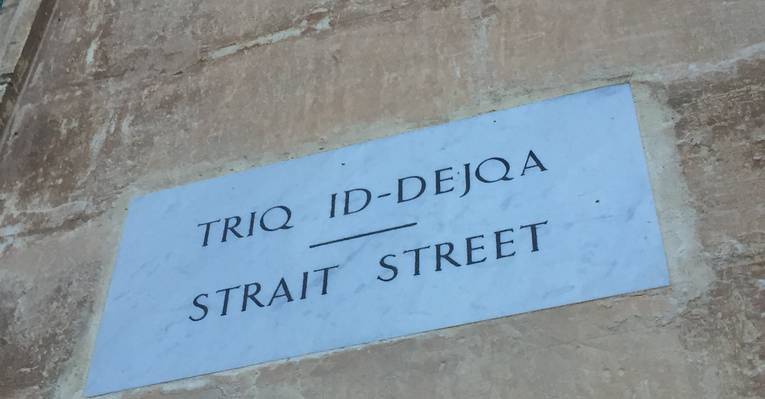 TRIQ ID-DEJQA
STRAIT STREET